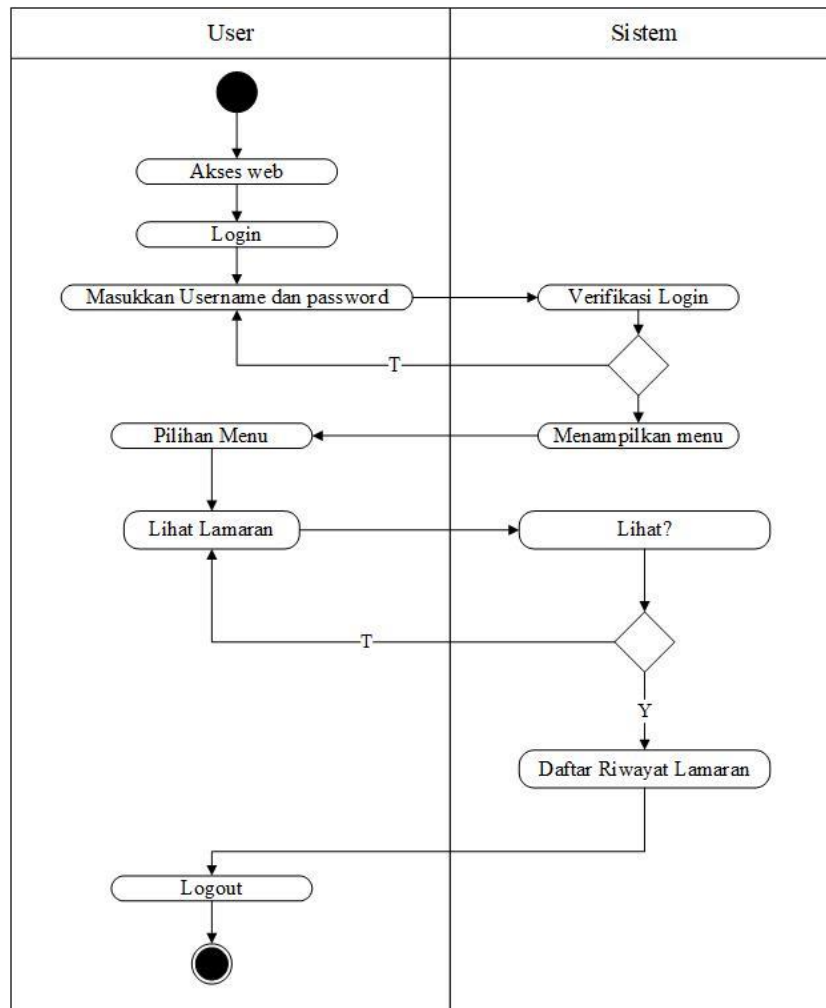 User
Sistem
Akses web
Login
Masukkan Username dan password
Verifikasi Login
T
Pilihan Menu
Menampilkan menu
Lihat Lamaran
Lihat?
T
Y
Daftar Riwayat Lamaran
Logout